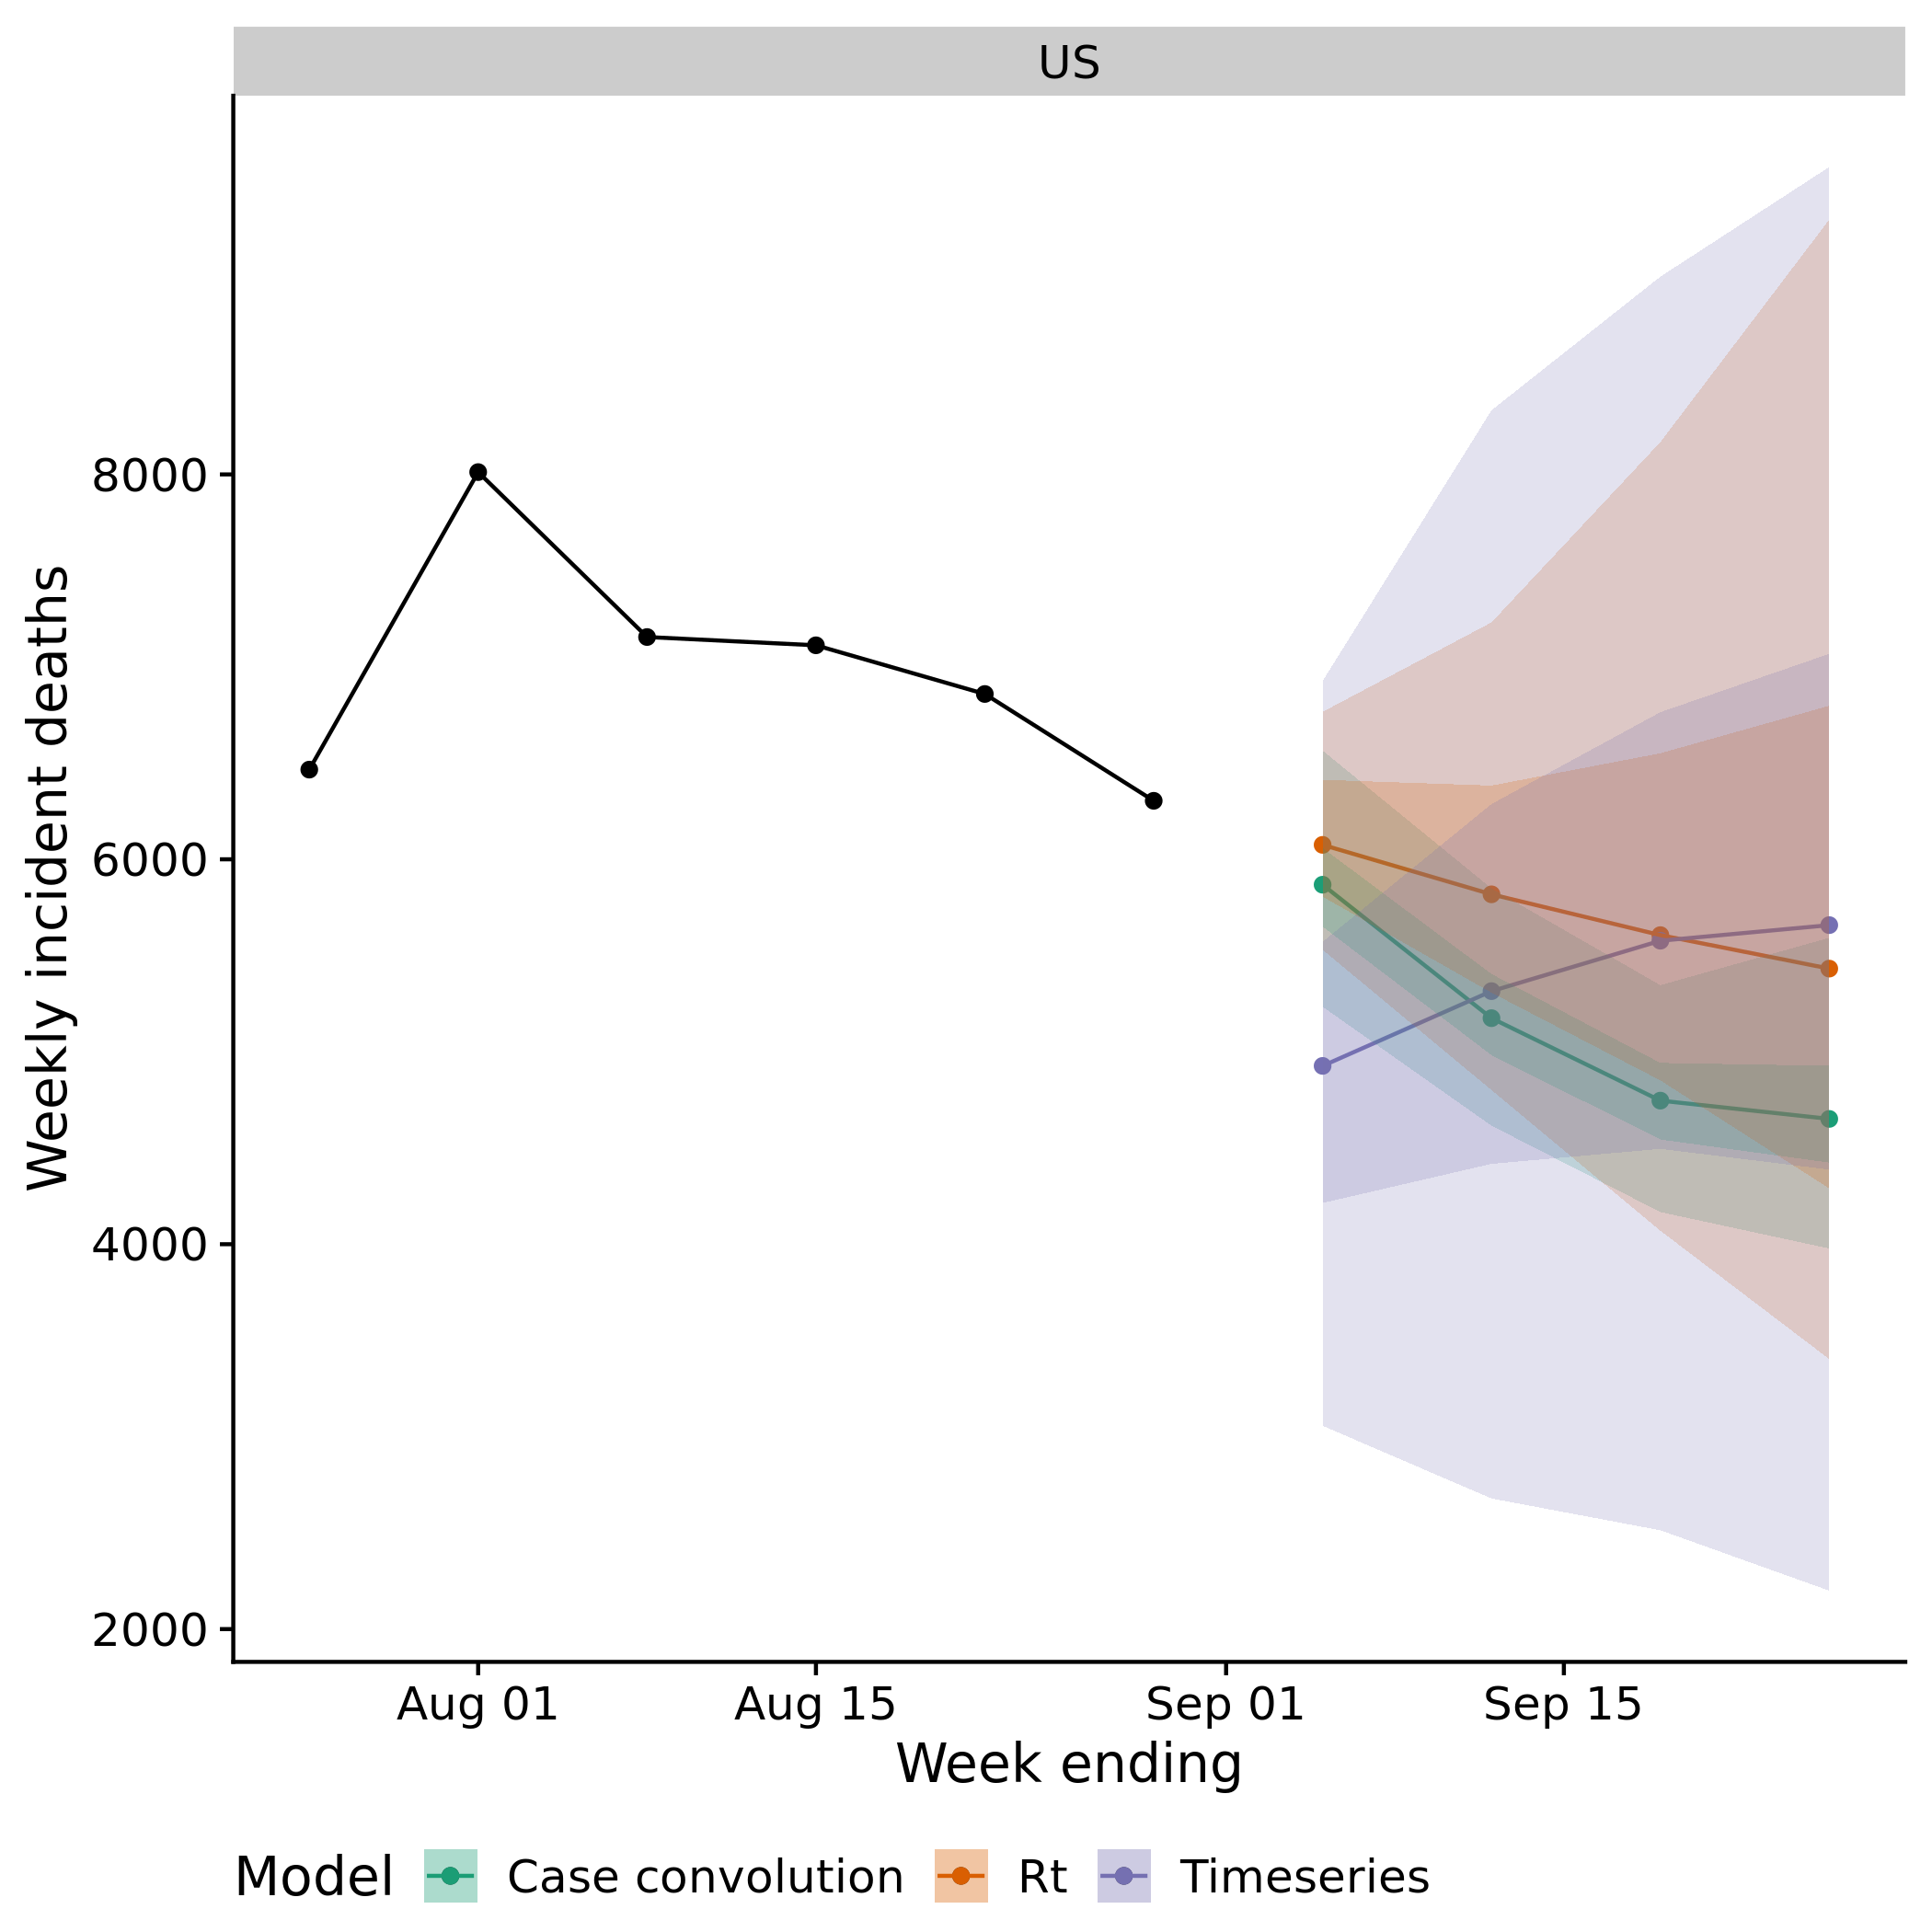 US
Weekly incident deaths
8000
6000
4000
2000
Aug 01 Aug 15 Sep 01 Sep 15
Week ending
Model Case convolution Rt Timeseries